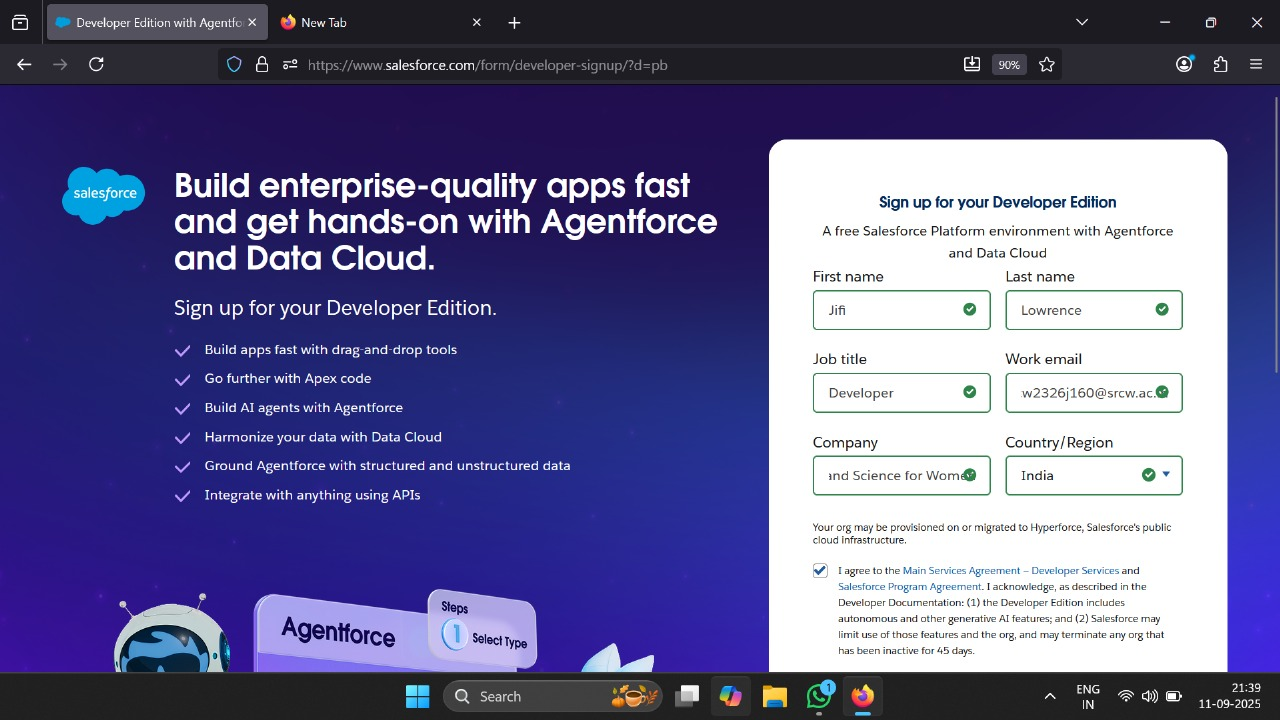 Developer Edition with Agentfo
New Tab
https://www.salesforce.com/form/developer-signup/?d=pb
90%
salesforce
Build enterprise-quality apps fast
and get hands-on with Agentforce
and Data Cloud.
Sign up for your Developer Edition.
Build apps fast with drag-and-drop tools
Go further with Apex code
Build AI agents with Agentforce
Harmonize your data with Data Cloud
Ground Agentforce with structured and unstructured data
Integrate with anything using APIs
Agentforce
Steps
1 Select Type
Sign up for your Developer Edition
A free Salesforce Platform environment with Agentforce
and Data Cloud
First name Last name
Jifi Lowrence
Job title Work email
Developer w2326j160@srcw.ac.
Company Country/Region
and Science for Wome India
Your org may be provisioned on or migrated to Hyperforce, Salesforce's public
cloud infrastructure.
I agree to the Main Services Agreement – Developer Services and
Salesforce Program Agreement. I acknowledge, as described in the
Developer Documentation: (1) the Developer Edition includes
autonomous and other generative AI features; and (2) Salesforce may
limit use of those features and the org, and may terminate any org that
has been inactive for 45 days.
Search
1
ENG
IN
21:39
11-09-2025